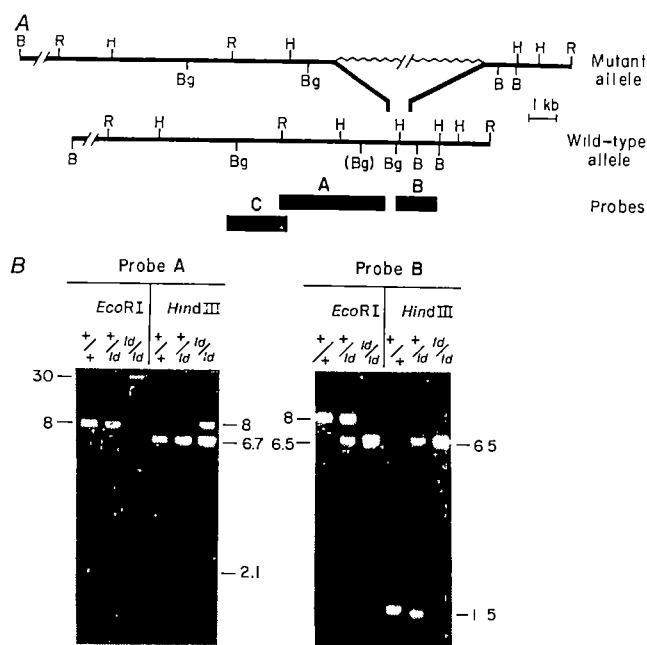 A
B R H R H H H R
Bg Bg B B
Mutant allele
1 kb
R H R H H H H R
B Bg (Bg) Bg B B
Wild-type allele
A B
C
Probes
B
Probe A Probe B
EcoRI HindIII EcoRI HindIII
+/+ +/ld ld/ld +/+ +/ld ld/ld +/+ +/ld ld/ld +/+ +/ld ld/ld
30
8 8 8
6.7 6.5 6 5
2.1
1 5